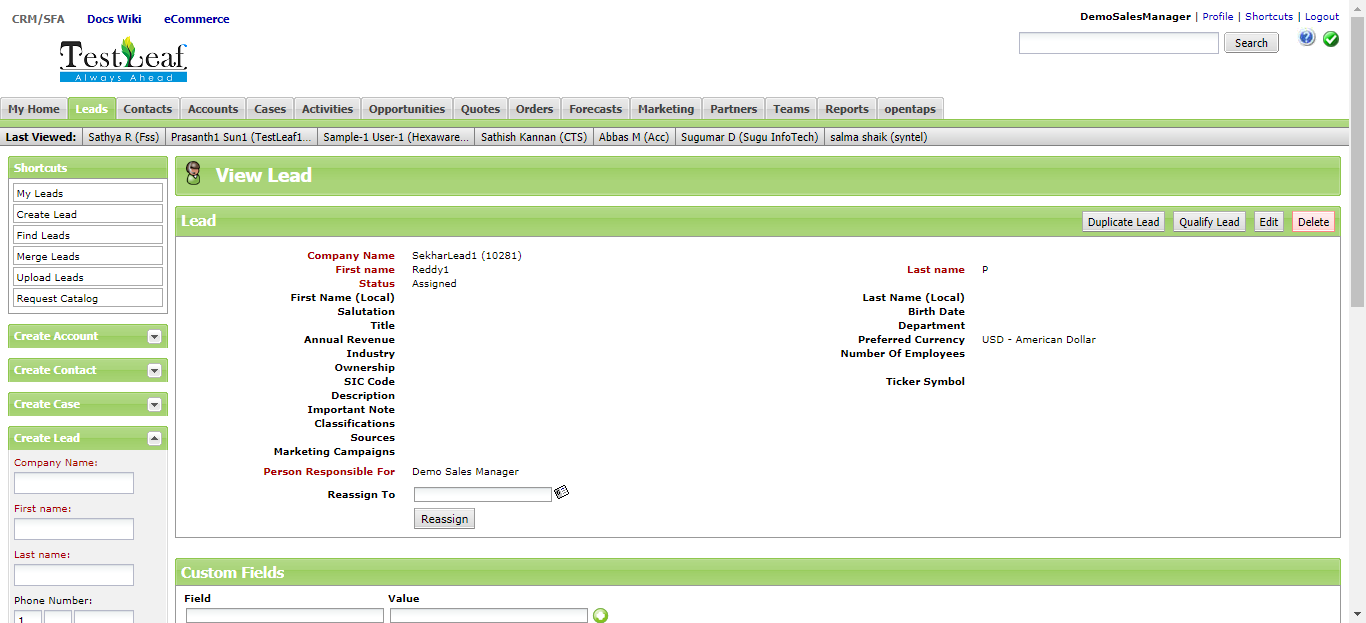 CRM/SFA Docs Wiki eCommerce
DemoSalesManager | Profile | Shortcuts | Logout
Search
TestLeaf
Always Ahead
My Home Leads Contacts Accounts Cases Activities Opportunities Quotes Orders Forecasts Marketing Partners Teams Reports opentaps
Last Viewed: Sathya R (Fss) Prasanth1 Sun1 (TestLeaf1... Sample-1 User-1 (Hexaware... Sathish Kannan (CTS) Abbas M (Acc) Sugumar D (Sugu InfoTech) salma shaik (syntel)
Shortcuts
My Leads
Create Lead
Find Leads
Merge Leads
Upload Leads
Request Catalog
Create Account
Create Contact
Create Case
Create Lead
Company Name:
First name:
Last name:
Phone Number:
1
View Lead
Lead
Duplicate Lead Qualify Lead Edit Delete
Company Name SekharLead1 (10281)
First name Reddy1 Last name P
Status Assigned
First Name (Local) Last Name (Local)
Salutation Birth Date
Title Department
Annual Revenue Preferred Currency USD - American Dollar
Industry Number Of Employees
Ownership
SIC Code Ticker Symbol
Description
Important Note
Classifications
Sources
Marketing Campaigns
Person Responsible For Demo Sales Manager
Reassign To
Reassign
Custom Fields
Field Value